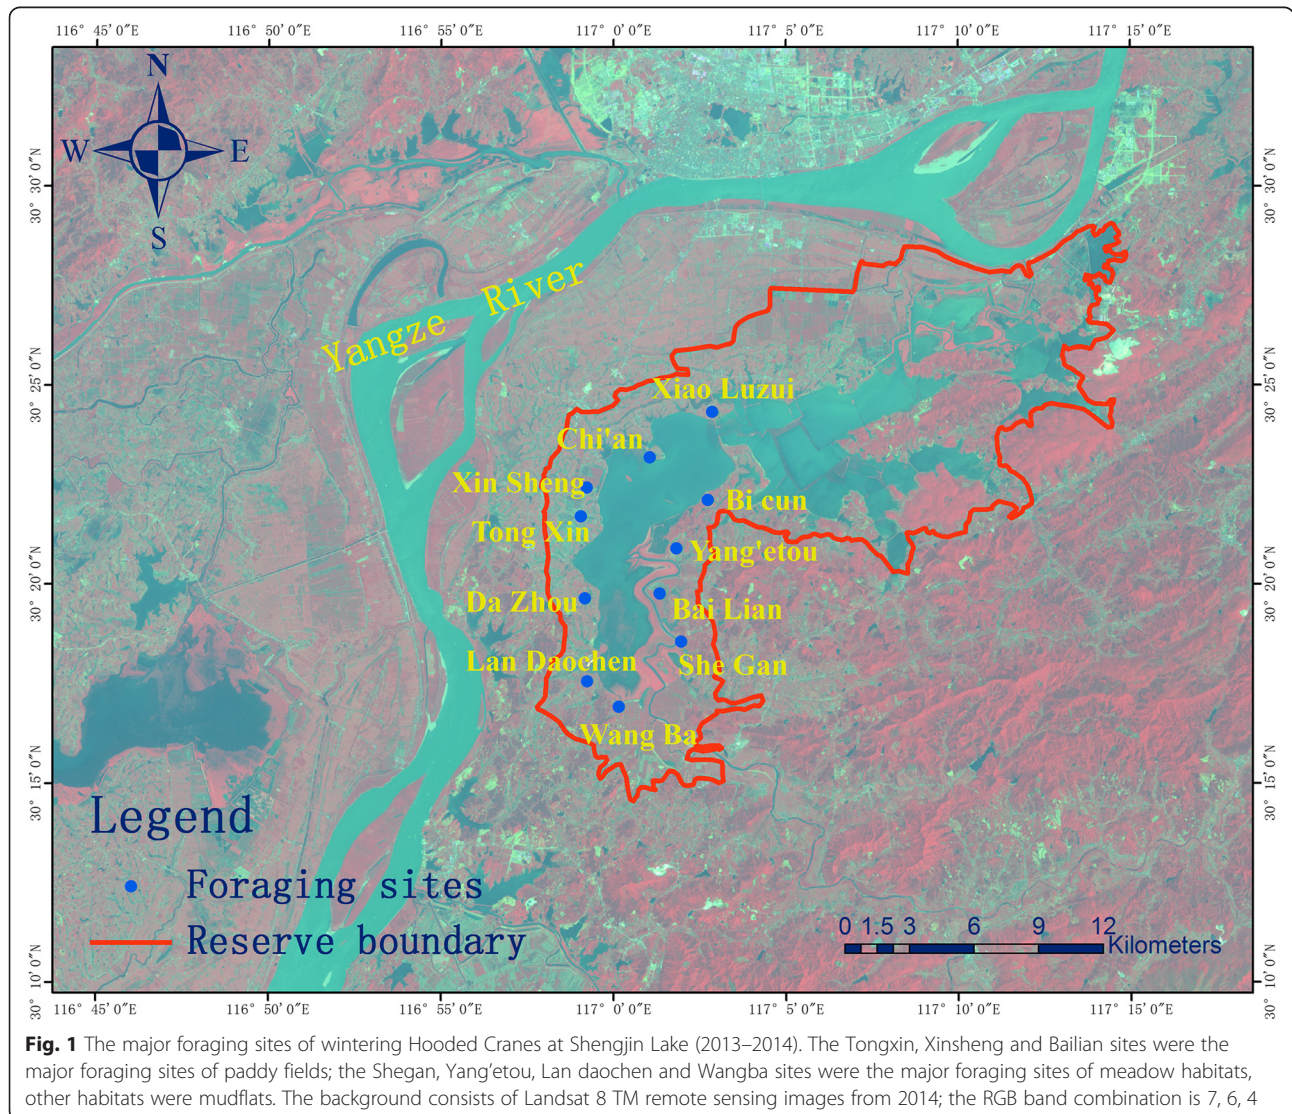 116° 45′ 0″E 116° 50′ 0″E 116° 55′ 0″E 117° 0′ 0″E 117° 5′ 0″E 117° 10′ 0″E 117° 15′ 0″E
N
W E
S
30° 30′ 0″N 30° 30′ 0″N
Yangze River
30° 25′ 0″N 30° 25′ 0″N
Xiao Luzui
Chi'an
Xin Sheng
Bi cun
Tong Xin
Yang'etou
30° 20′ 0″N 30° 20′ 0″N
Da Zhou
Bai Lian
Lan Daochen
She Gan
Wang Ba
30° 15′ 0″N 30° 15′ 0″N
Legend
Foraging sites
Reserve boundary
0 1.5 3 6 9 12
Kilometers
30° 10′ 0″N 30° 10′ 0″N
116° 45′ 0″E 116° 50′ 0″E 116° 55′ 0″E 117° 0′ 0″E 117° 5′ 0″E 117° 10′ 0″E 117° 15′ 0″E
Fig. 1 The major foraging sites of wintering Hooded Cranes at Shengjin Lake (2013–2014). The Tongxin, Xinsheng and Bailian sites were the
major foraging sites of paddy fields; the Shegan, Yang'etou, Lan daochen and Wangba sites were the major foraging sites of meadow habitats,
other habitats were mudflats. The background consists of Landsat 8 TM remote sensing images from 2014; the RGB band combination is 7, 6, 4